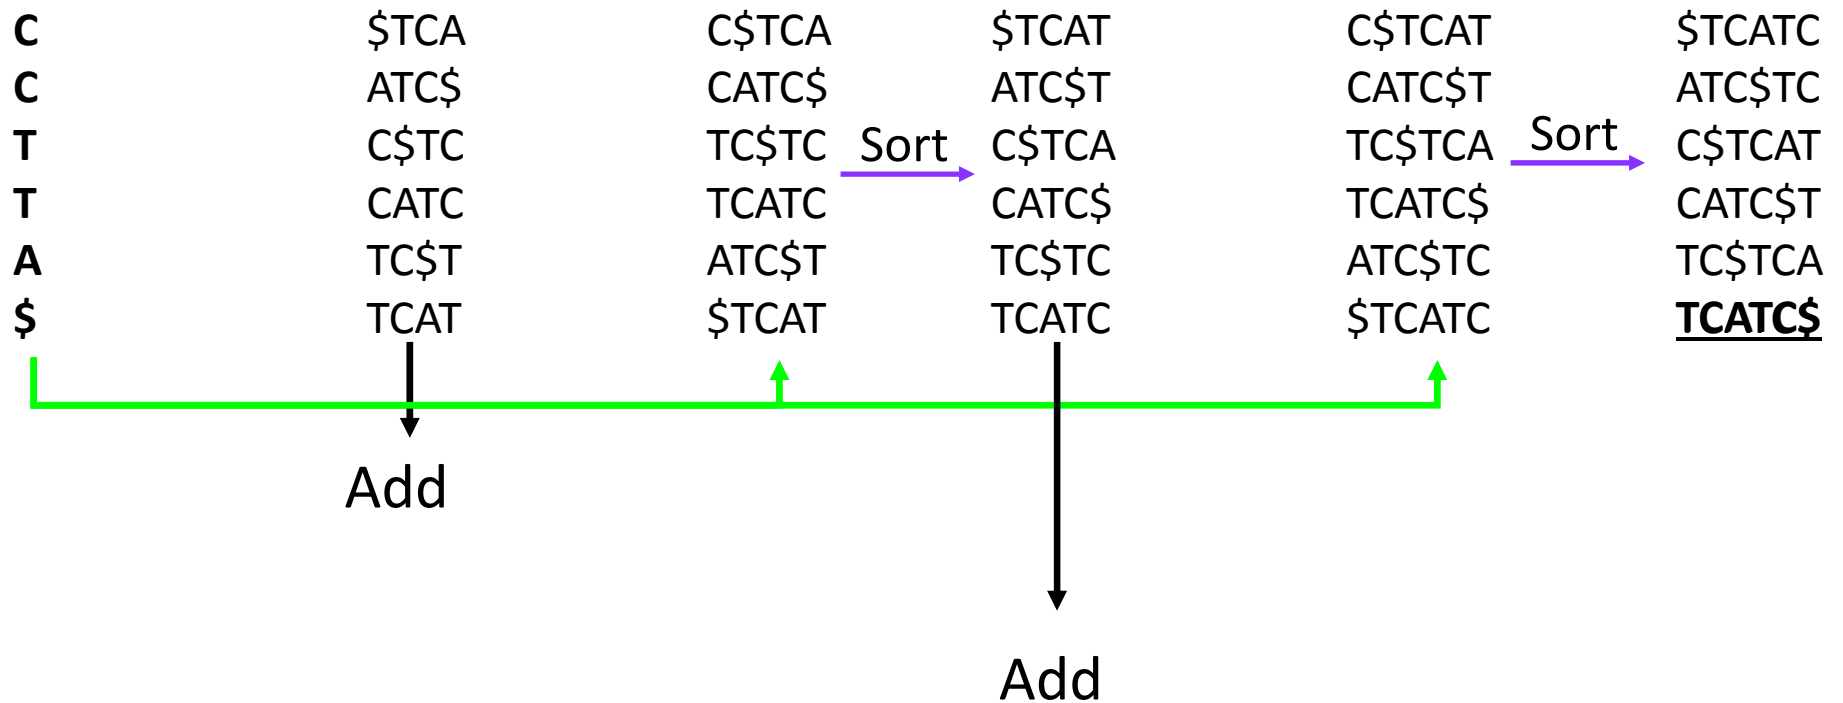 C $TCA C$TCA $TCAT C$TCAT $TCATC
C ATC$ CATC$ ATC$T CATC$T ATC$TC
T C$TC TC$TC Sort C$TCA TC$TCA Sort C$TCAT
T CATC TCATC CATC$ TCATC$ CATC$T
A TC$T ATC$T TC$TC ATC$TC TC$TCA
$ TCAT $TCAT TCATC $TCATC TCATC$
Add
Add